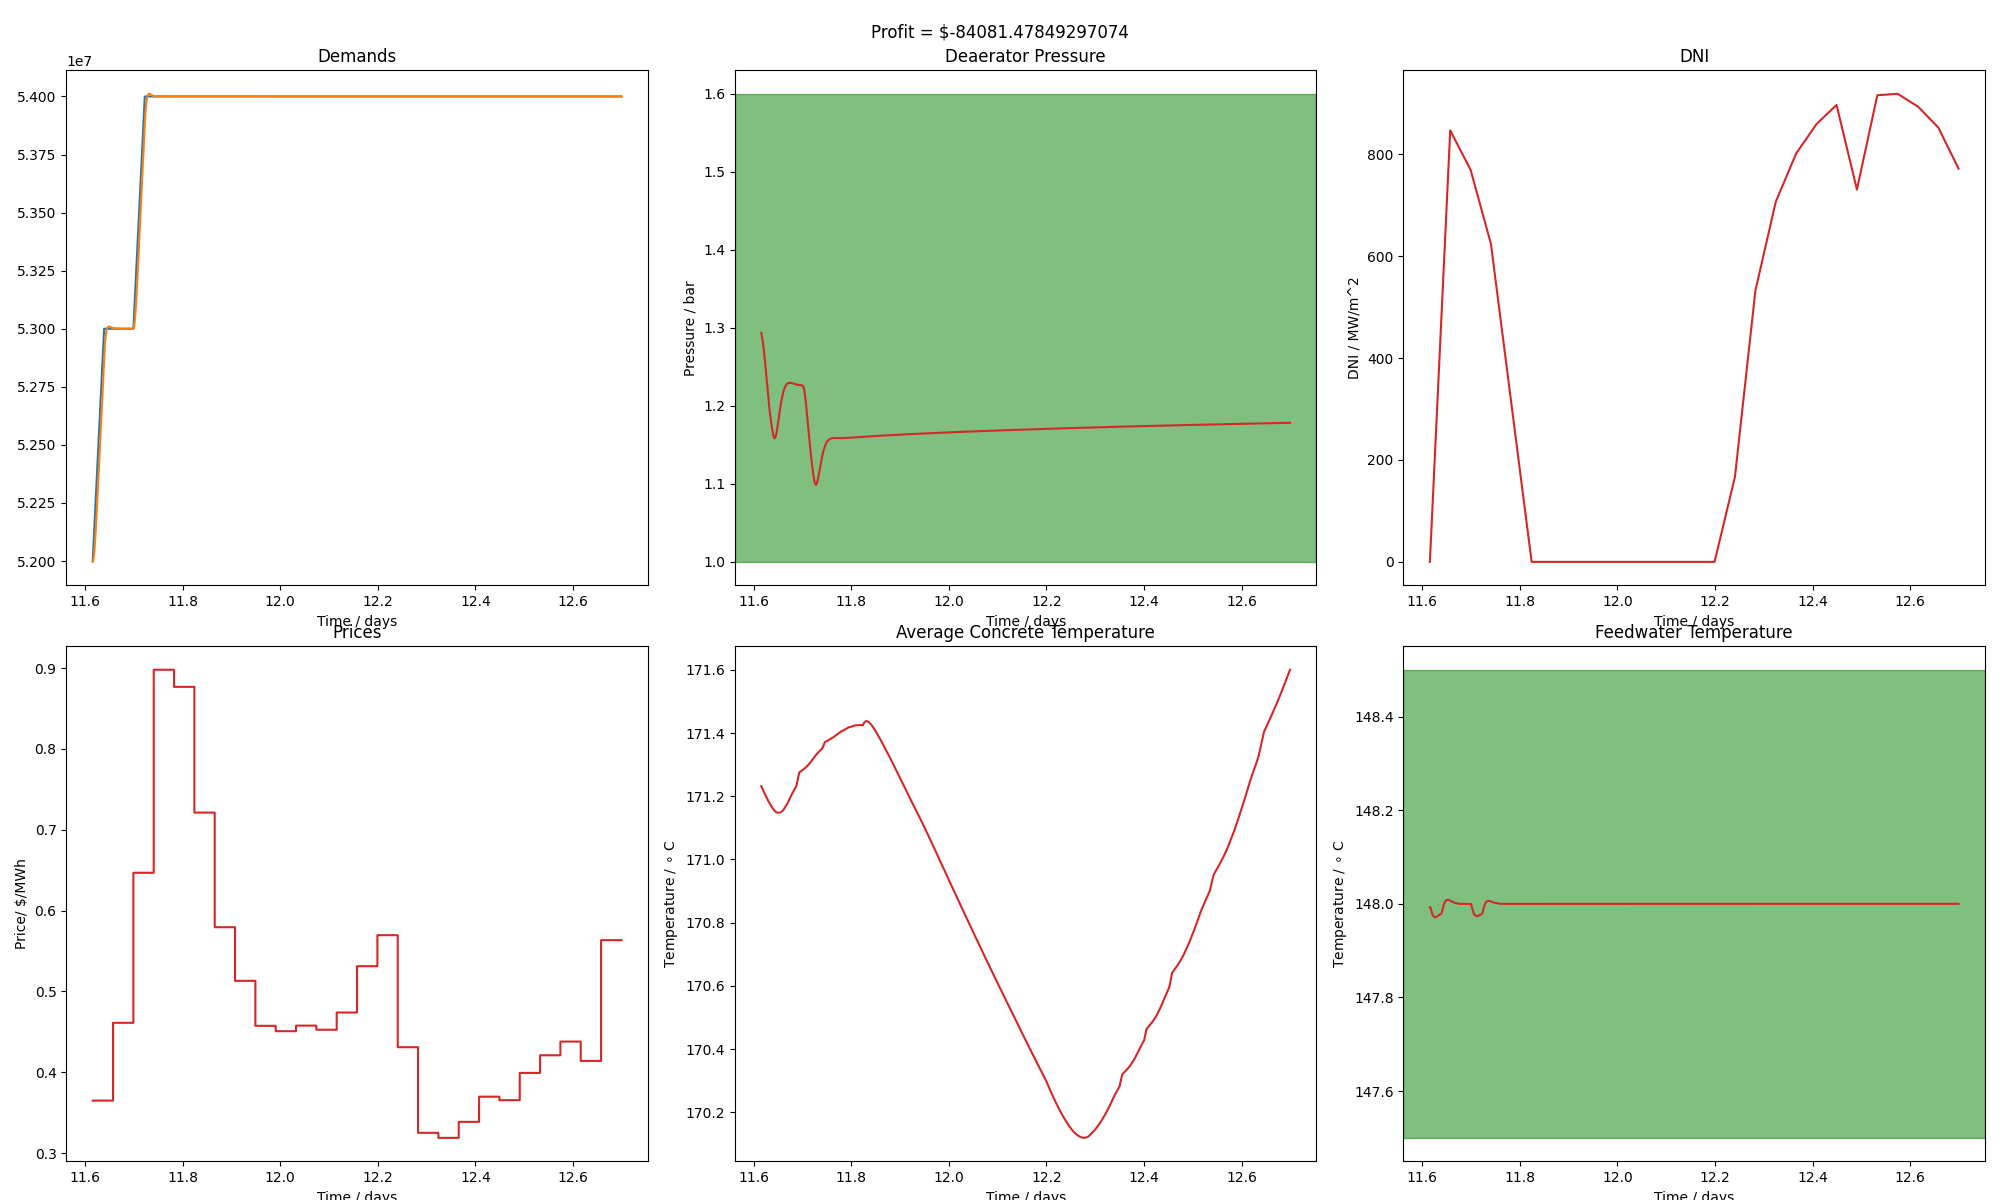 Profit = $-84081.47849297074
Demands
1e7
5.400
5.375
5.350
5.325
5.300
5.275
5.250
5.225
5.200
11.6 11.8 12.0 12.2 12.4 12.6
Time / days
Deaerator Pressure
Pressure / bar
1.6
1.5
1.4
1.3
1.2
1.1
1.0
11.6 11.8 12.0 12.2 12.4 12.6
Time / days
DNI
DNI / MW/m^2
800
600
400
200
0
11.6 11.8 12.0 12.2 12.4 12.6
Time / days
Prices
Price/ $/MWh
0.9
0.8
0.7
0.6
0.5
0.4
0.3
11.6 11.8 12.0 12.2 12.4 12.6
Time / days
Average Concrete Temperature
Temperature / ∘ C
171.6
171.4
171.2
171.0
170.8
170.6
170.4
170.2
11.6 11.8 12.0 12.2 12.4 12.6
Time / days
Feedwater Temperature
Temperature / ∘ C
148.4
148.2
148.0
147.8
147.6
11.6 11.8 12.0 12.2 12.4 12.6
Time / days